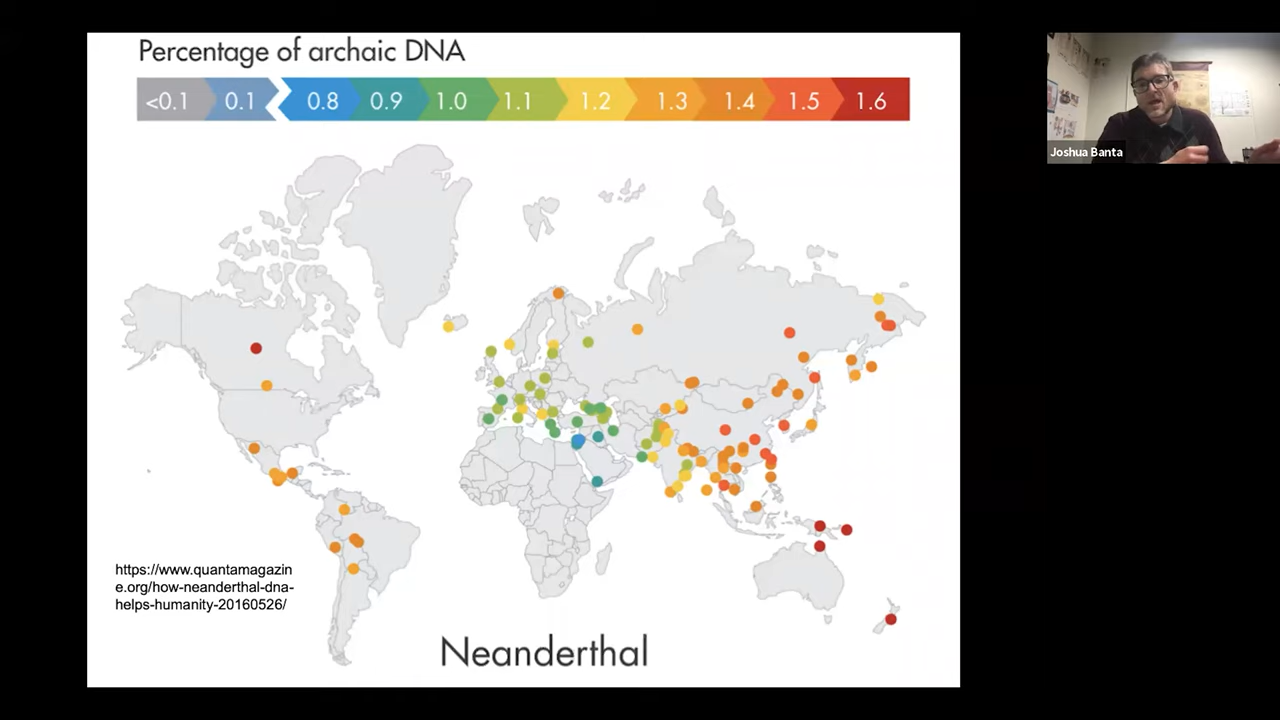 Percentage of archaic DNA
<0.1 0.1 0.8 0.9 1.0 1.1 1.2 1.3 1.4 1.5 1.6
Joshua Banta
https://www.quantamagazin
e.org/how-neanderthal-dna-
helps-humanity-20160526/
Neanderthal